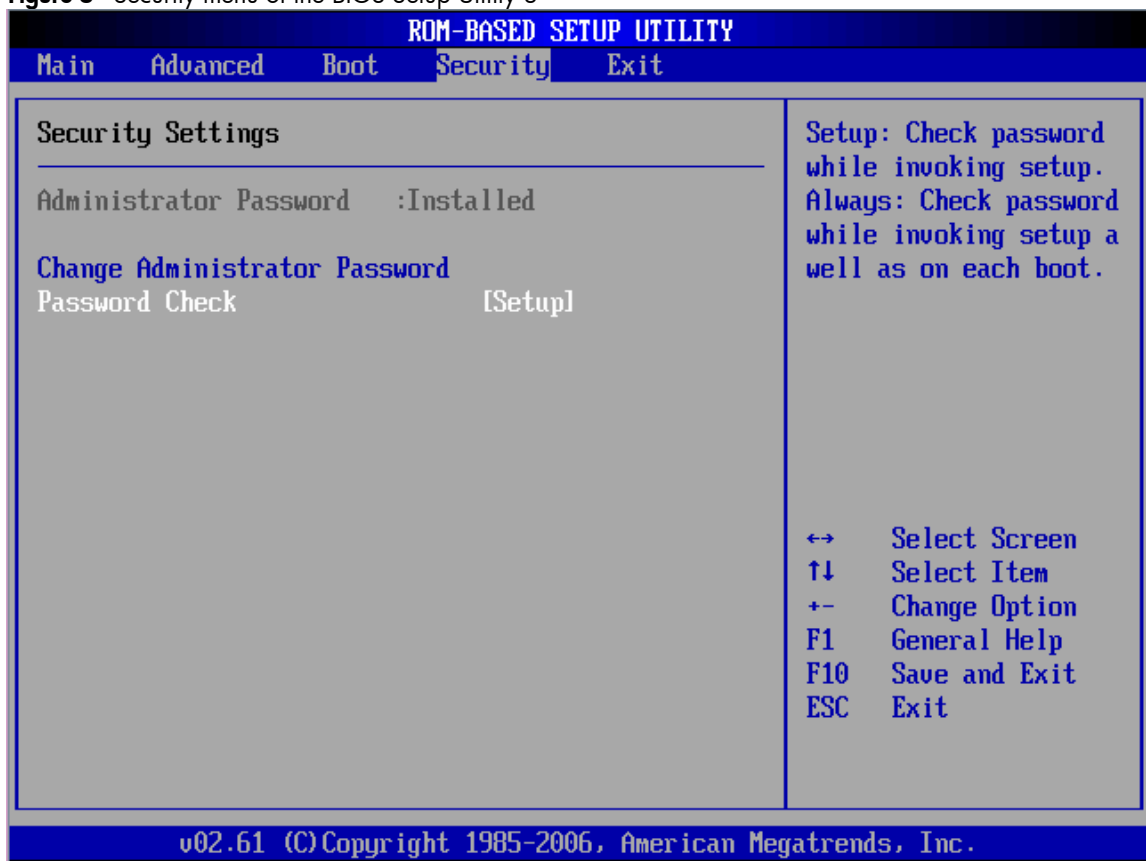 ROM-BASED SETUP UTILITY
Main Advanced Boot Security Exit
Security Settings
Administrator Password :Installed
Change Administrator Password
Password Check [Setup]
Setup: Check password
while invoking setup.
Always: Check password
while invoking setup a
well as on each boot.
←→ Select Screen
↑↓ Select Item
+- Change Option
F1 General Help
F10 Save and Exit
ESC Exit
v02.61 (C)Copyright 1985-2006, American Megatrends, Inc.